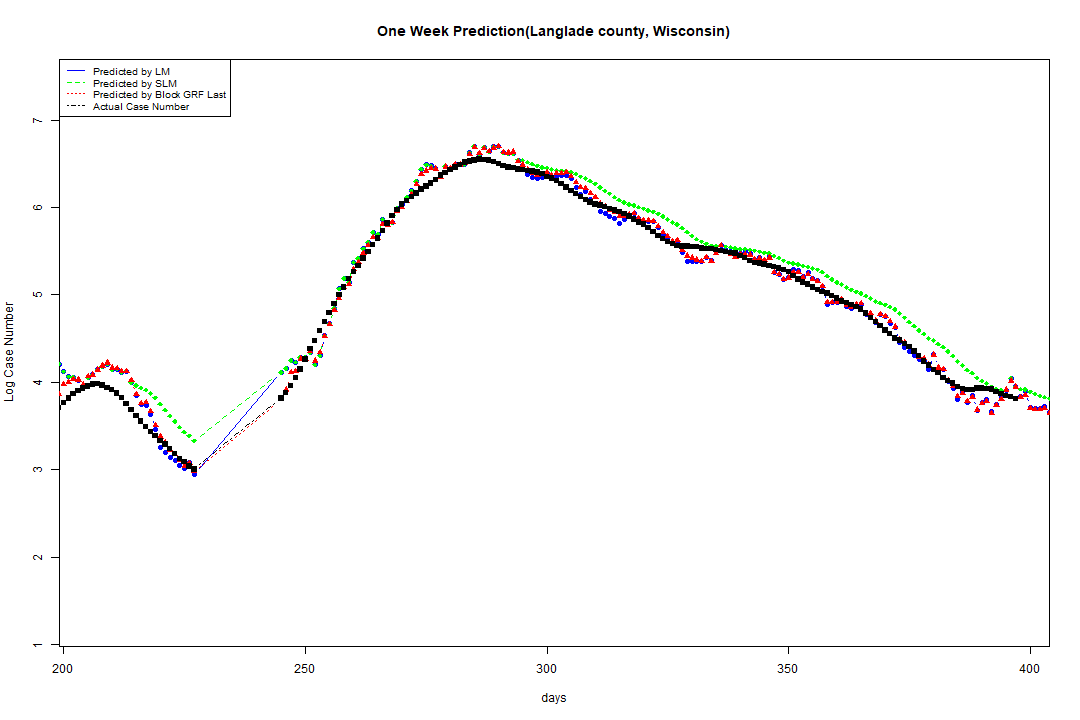 One Week Prediction(Langlade county, Wisconsin)
Predicted by LM
Predicted by SLM
Predicted by Block GRF Last
Actual Case Number
7
6
5
4
3
2
1
Log Case Number
200 250 300 350 400
days